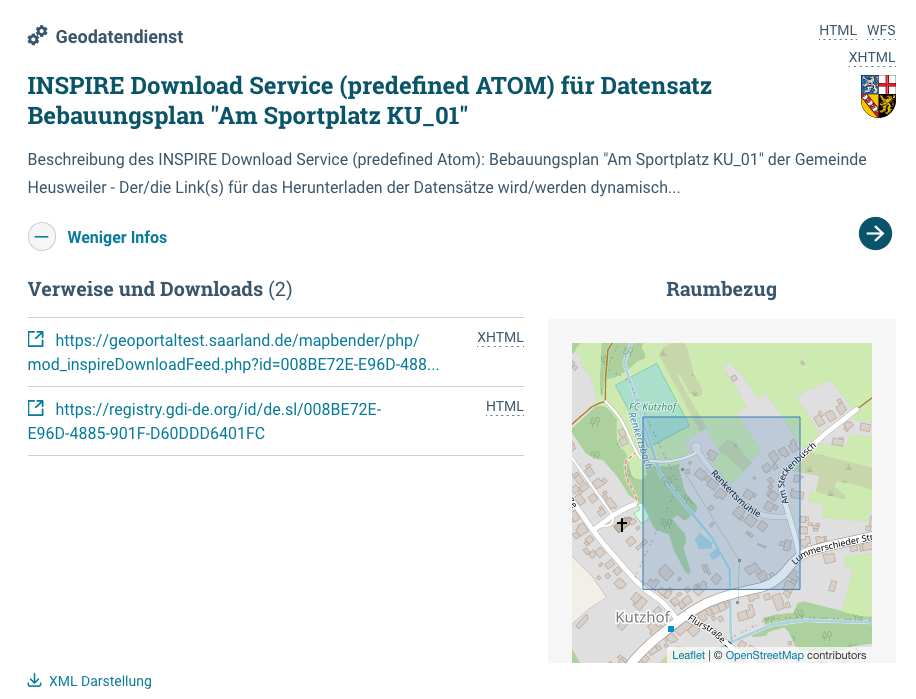 Geodatendienst
HTML WFS
XHTML
INSPIRE Download Service (predefined ATOM) für Datensatz
Bebauungsplan "Am Sportplatz KU_01"
Beschreibung des INSPIRE Download Service (predefined Atom): Bebauungsplan "Am Sportplatz KU_01" der Gemeinde
Heusweiler - Der/die Link(s) für das Herunterladen der Datensätze wird/werden dynamisch...
Weniger Infos
Verweise und Downloads (2)
https://geoportaltest.saarland.de/mapbender/php/
mod_inspireDownloadFeed.php?id=008BE72E-E96D-488...
XHTML
https://registry.gdi-de.org/id/de.sl/008BE72E-
E96D-4885-901F-D60DDD6401FC
HTML
Raumbezug
FC Kutzhof
Renkertsbach
Renkertsmühle
Am Steckenbusch
Lummerschieder Str
Kutzhof
Flurstraße
Leaflet | © OpenStreetMap contributors
XML Darstellung